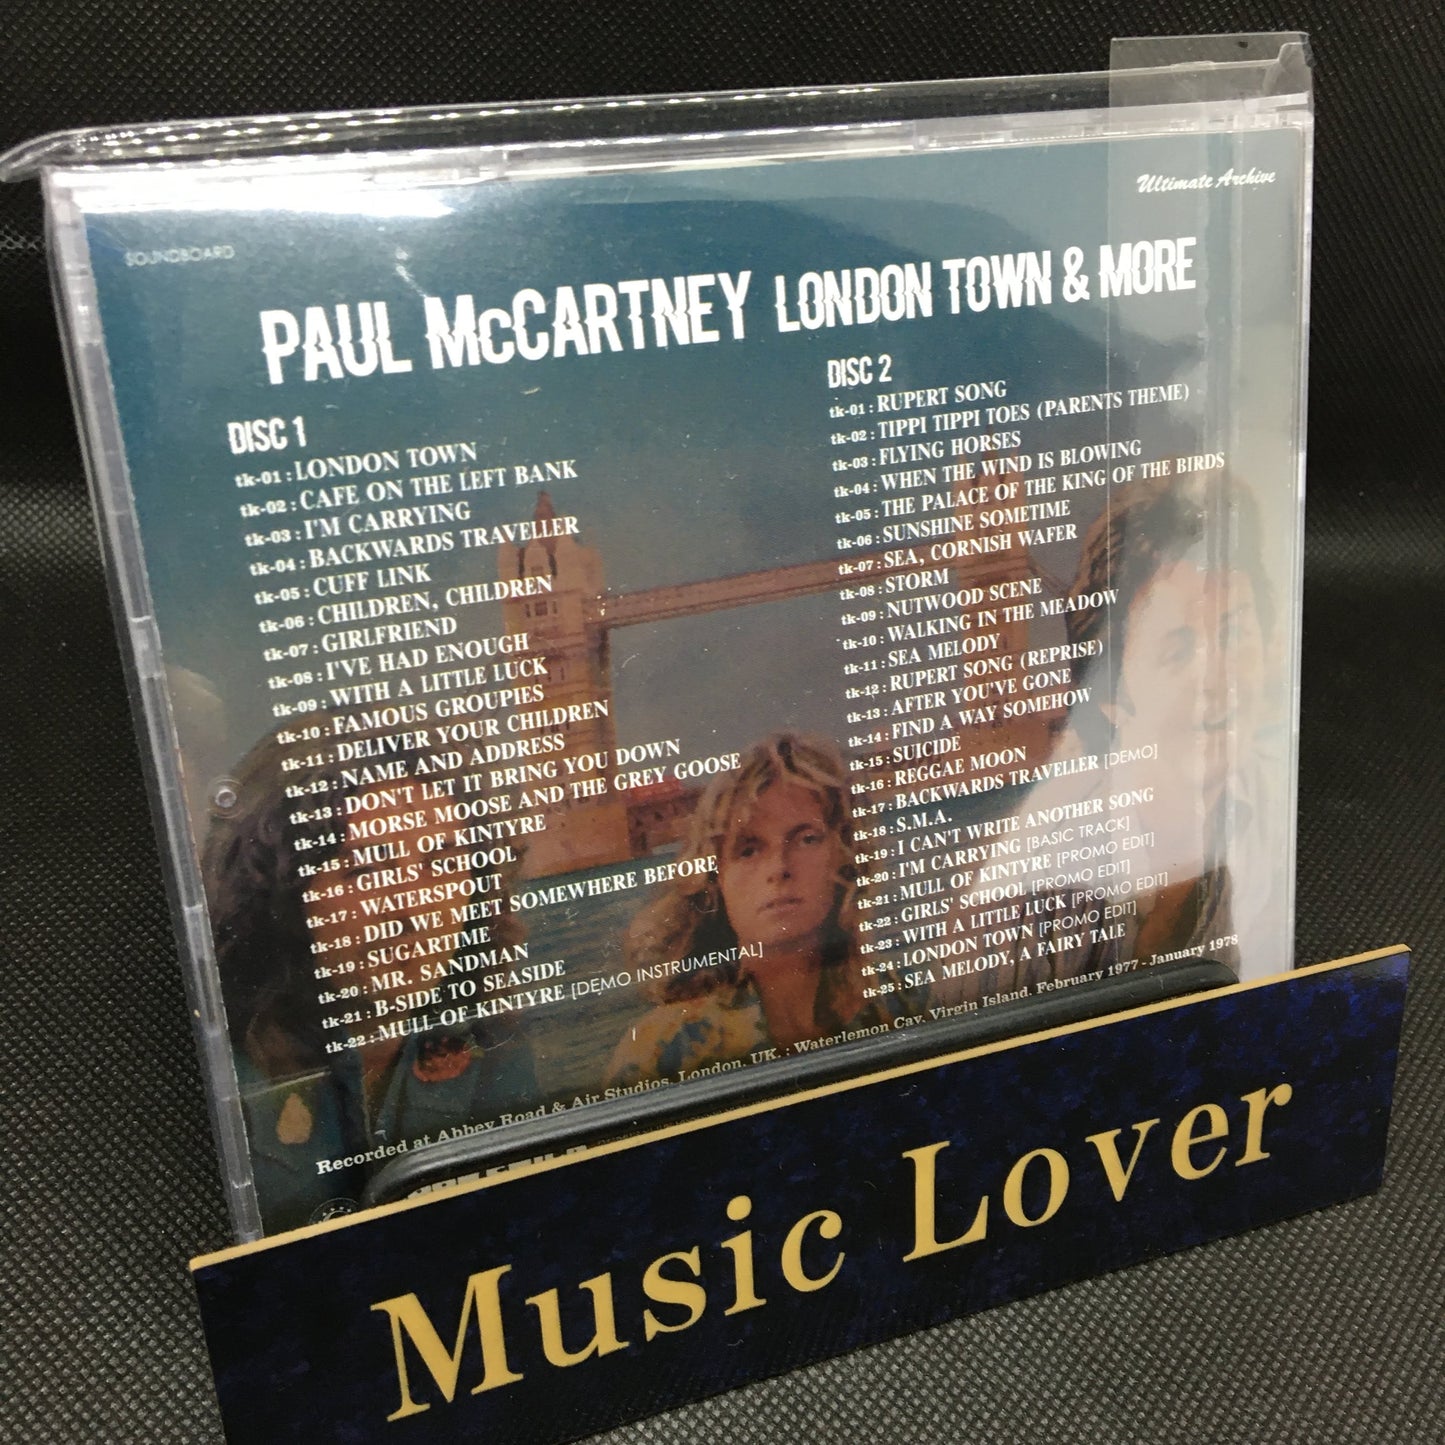 Ultimate Archive
SOUNDBOARD
PAUL McCARTNEY LONDON TOWN & MORE
DISC 1
tk-01 : LONDON TOWN
tk-02 : CAFE ON THE LEFT BANK
tk-03 : I'M CARRYING
tk-04 : BACKWARDS TRAVELLER
tk-05 : CUFF LINK
tk-06 : CHILDREN, CHILDREN
tk-07 : GIRLFRIEND
tk-08 : I'VE HAD ENOUGH
tk-09 : WITH A LITTLE LUCK
tk-10 : FAMOUS GROUPIES
tk-11 : DELIVER YOUR CHILDREN
tk-12 : NAME AND ADDRESS
tk-13 : DON'T LET IT BRING YOU DOWN
tk-14 : MORSE MOOSE AND THE GREY GOOSE
tk-15 : MULL OF KINTYRE
tk-16 : GIRLS' SCHOOL
tk-17 : WATERSPOUT
tk-18 : DID WE MEET SOMEWHERE BEFORE
tk-19 : SUGARTIME
tk-20 : MR. SANDMAN
tk-21 : B-SIDE TO SEASIDE
tk-22 : MULL OF KINTYRE [DEMO INSTRUMENTAL]
DISC 2
tk-01 : RUPERT SONG
tk-02 : TIPPI TIPPI TOES (PARENTS THEME)
tk-03 : FLYING HORSES
tk-04 : WHEN THE WIND IS BLOWING
tk-05 : THE PALACE OF THE KING OF THE BIRDS
tk-06 : SUNSHINE SOMETIME
tk-07 : SEA, CORNISH WAFER
tk-08 : STORM
tk-09 : NUTWOOD SCENE
tk-10 : WALKING IN THE MEADOW
tk-11 : SEA MELODY
tk-12 : RUPERT SONG (REPRISE)
tk-13 : AFTER YOU'VE GONE
tk-14 : FIND A WAY SOMEHOW
tk-15 : SUICIDE
tk-16 : REGGAE MOON
tk-17 : BACKWARDS TRAVELLER [DEMO]
tk-18 : S.M.A.
tk-19 : I CAN'T WRITE ANOTHER SONG
tk-20 : I'M CARRYING [BASIC TRACK]
tk-21 : MULL OF KINTYRE [PROMO EDIT]
tk-22 : GIRLS' SCHOOL [PROMO EDIT]
tk-23 : WITH A LITTLE LUCK [PROMO EDIT]
tk-24 : LONDON TOWN [PROMO EDIT]
tk-25 : SEA MELODY, A FAIRY TALE
Recorded at Abbey Road & Air Studios, London, UK. : Waterlemon Cay, Virgin Island. February 1977 - January 1978
Music Lover